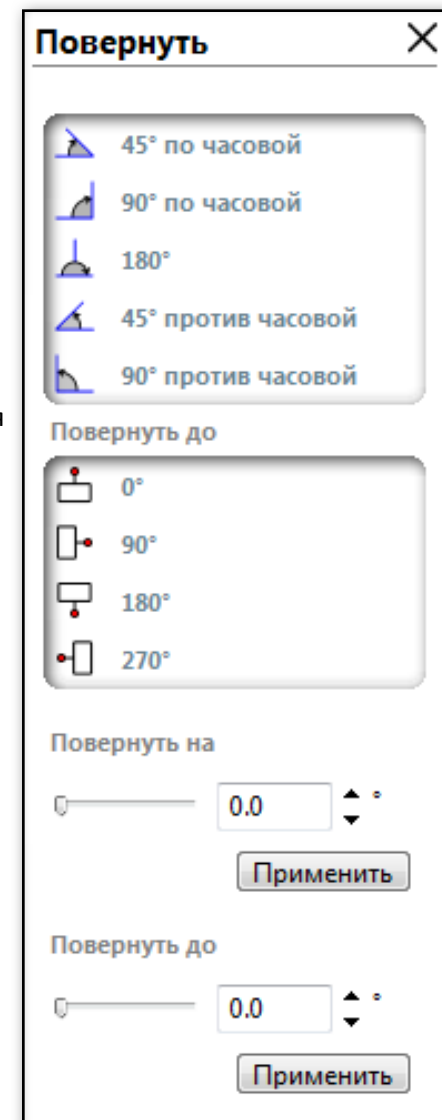 Повернуть
45° по часовой
90° по часовой
180°
45° против часовой
90° против часовой
Повернуть до
0°
90°
180°
270°
Повернуть на
0.0 °
Применить
Повернуть до
0.0 °
Применить